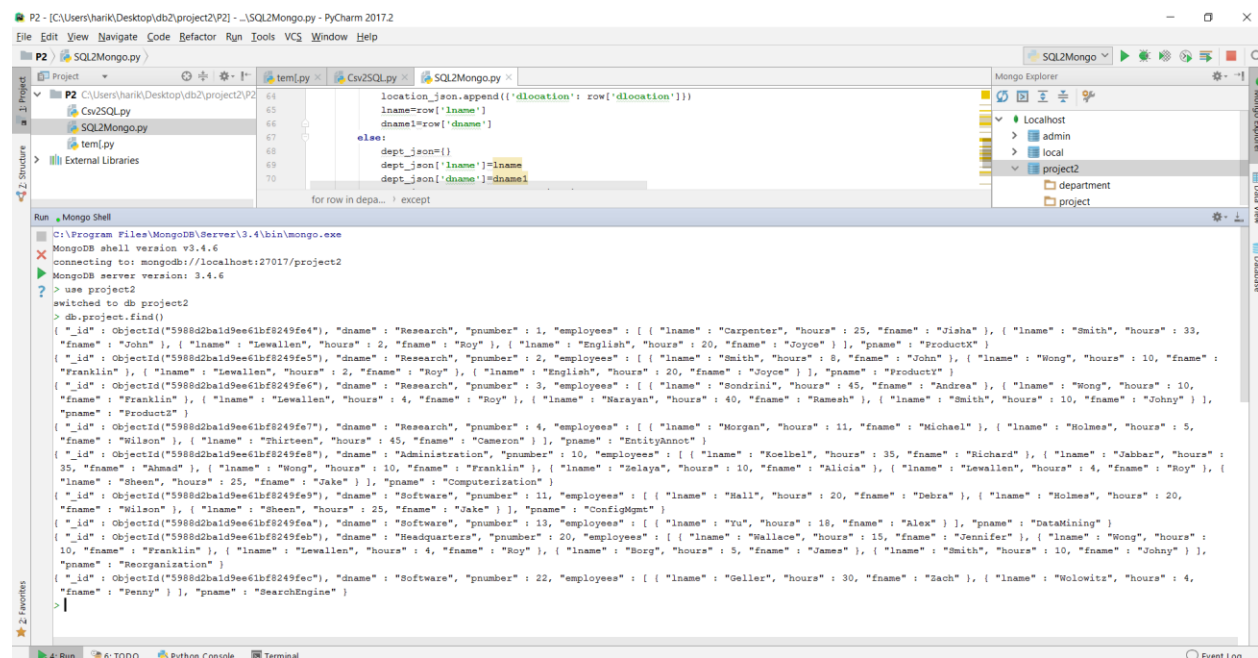 P2 - [C:\Users\harik\Desktop\db2\project2\P2] - ...\SQL2Mongo.py - PyCharm 2017.2
File Edit View Navigate Code Refactor Run Tools VCS Window Help
P2 SQL2Mongo.py SQL2Mongo
Project tem[.py Csv2SQL.py SQL2Mongo.py Mongo Explorer
P2 C:\Users\harik\Desktop\db2\project2\P2
Csv2SQL.py
SQL2Mongo.py
tem[.py
External Libraries
64 location_json.append({'dlocation': row['dlocation']})
65 lname=row['lname']
66 dname1=row['dname']
67 else:
68 dept_json={}
69 dept_json['lname']=lname
70 dept_json['dname']=dname1
for row in depa... except
Localhost
admin
local
project2
department
project
1: Project
7: Structure
2: Favorites
Mongo Explorer
Data View
Database
Run Mongo Shell
C:\Program Files\MongoDB\Server\3.4\bin\mongo.exe
MongoDB shell version v3.4.6
connecting to: mongodb://localhost:27017/project2
MongoDB server version: 3.4.6
> use project2
switched to db project2
> db.project.find()
{ "_id" : ObjectId("5988d2ba1d9ee61bf8249fe4"), "dname" : "Research", "pnumber" : 1, "employees" : [ { "lname" : "Carpenter", "hours" : 25, "fname" : "Jisha" }, { "lname" : "Smith", "hours" : 33,
"fname" : "John" }, { "lname" : "Lewallen", "hours" : 2, "fname" : "Roy" }, { "lname" : "English", "hours" : 20, "fname" : "Joyce" } ], "pname" : "ProductX" }
{ "_id" : ObjectId("5988d2ba1d9ee61bf8249fe5"), "dname" : "Research", "pnumber" : 2, "employees" : [ { "lname" : "Smith", "hours" : 8, "fname" : "John" }, { "lname" : "Wong", "hours" : 10, "fname" :
"Franklin" }, { "lname" : "Lewallen", "hours" : 2, "fname" : "Roy" }, { "lname" : "English", "hours" : 20, "fname" : "Joyce" } ], "pname" : "ProductY" }
{ "_id" : ObjectId("5988d2ba1d9ee61bf8249fe6"), "dname" : "Research", "pnumber" : 3, "employees" : [ { "lname" : "Sondrini", "hours" : 45, "fname" : "Andrea" }, { "lname" : "Wong", "hours" : 10,
"fname" : "Franklin" }, { "lname" : "Lewallen", "hours" : 4, "fname" : "Roy" }, { "lname" : "Narayan", "hours" : 40, "fname" : "Ramesh" }, { "lname" : "Smith", "hours" : 10, "fname" : "Johny" } ],
"pname" : "ProductZ" }
{ "_id" : ObjectId("5988d2ba1d9ee61bf8249fe7"), "dname" : "Research", "pnumber" : 4, "employees" : [ { "lname" : "Morgan", "hours" : 11, "fname" : "Michael" }, { "lname" : "Holmes", "hours" : 5,
"fname" : "Wilson" }, { "lname" : "Thirteen", "hours" : 45, "fname" : "Cameron" } ], "pname" : "EntityAnnot" }
{ "_id" : ObjectId("5988d2ba1d9ee61bf8249fe8"), "dname" : "Administration", "pnumber" : 10, "employees" : [ { "lname" : "Koelbel", "hours" : 35, "fname" : "Richard" }, { "lname" : "Jabbar", "hours" :
35, "fname" : "Ahmad" }, { "lname" : "Wong", "hours" : 10, "fname" : "Franklin" }, { "lname" : "Zelaya", "hours" : 10, "fname" : "Alicia" }, { "lname" : "Lewallen", "hours" : 4, "fname" : "Roy" }, {
"lname" : "Sheen", "hours" : 25, "fname" : "Jake" } ], "pname" : "Computerization" }
{ "_id" : ObjectId("5988d2ba1d9ee61bf8249fe9"), "dname" : "Software", "pnumber" : 11, "employees" : [ { "lname" : "Hall", "hours" : 20, "fname" : "Debra" }, { "lname" : "Holmes", "hours" : 20,
"fname" : "Wilson" }, { "lname" : "Sheen", "hours" : 25, "fname" : "Jake" } ], "pname" : "ConfigMgmt" }
{ "_id" : ObjectId("5988d2ba1d9ee61bf8249fea"), "dname" : "Software", "pnumber" : 13, "employees" : [ { "lname" : "Yu", "hours" : 18, "fname" : "Alex" } ], "pname" : "DataMining" }
{ "_id" : ObjectId("5988d2ba1d9ee61bf8249feb"), "dname" : "Headquarters", "pnumber" : 20, "employees" : [ { "lname" : "Wallace", "hours" : 15, "fname" : "Jennifer" }, { "lname" : "Wong", "hours" :
10, "fname" : "Franklin" }, { "lname" : "Lewallen", "hours" : 4, "fname" : "Roy" }, { "lname" : "Borg", "hours" : 5, "fname" : "James" }, { "lname" : "Smith", "hours" : 10, "fname" : "Johny" } ],
"pname" : "Reorganization" }
{ "_id" : ObjectId("5988d2ba1d9ee61bf8249fec"), "dname" : "Software", "pnumber" : 22, "employees" : [ { "lname" : "Geller", "hours" : 30, "fname" : "Zach" }, { "lname" : "Wolowitz", "hours" : 4,
"fname" : "Penny" } ], "pname" : "SearchEngine" }
>
4: Run 6: TODO Python Console Terminal Event Log